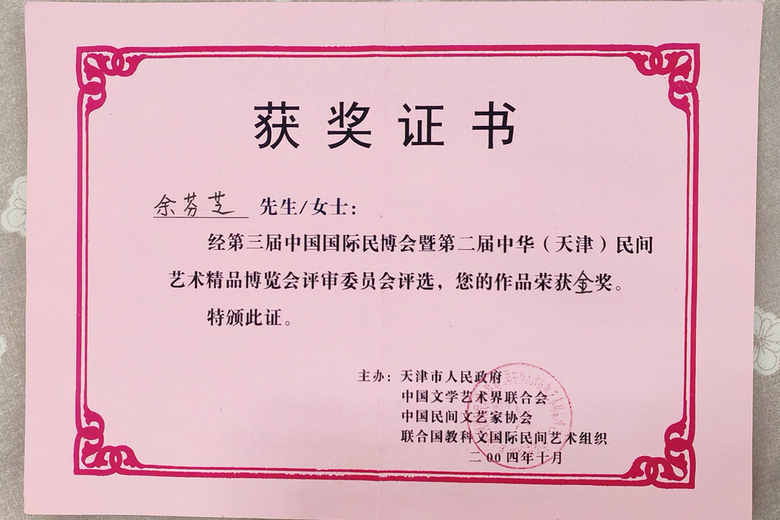 获奖证书
余芬芝 先生/女士：
经第三届中国国际民博会暨第二届中华（天津）民间
艺术精品博览会评审委员会评选，您的作品荣获金奖。
特颁此证。
主办：天津市人民政府
中国文学艺术界联合会
中国民间文艺家协会
联合国教科文国际民间艺术组织
二00四年十月